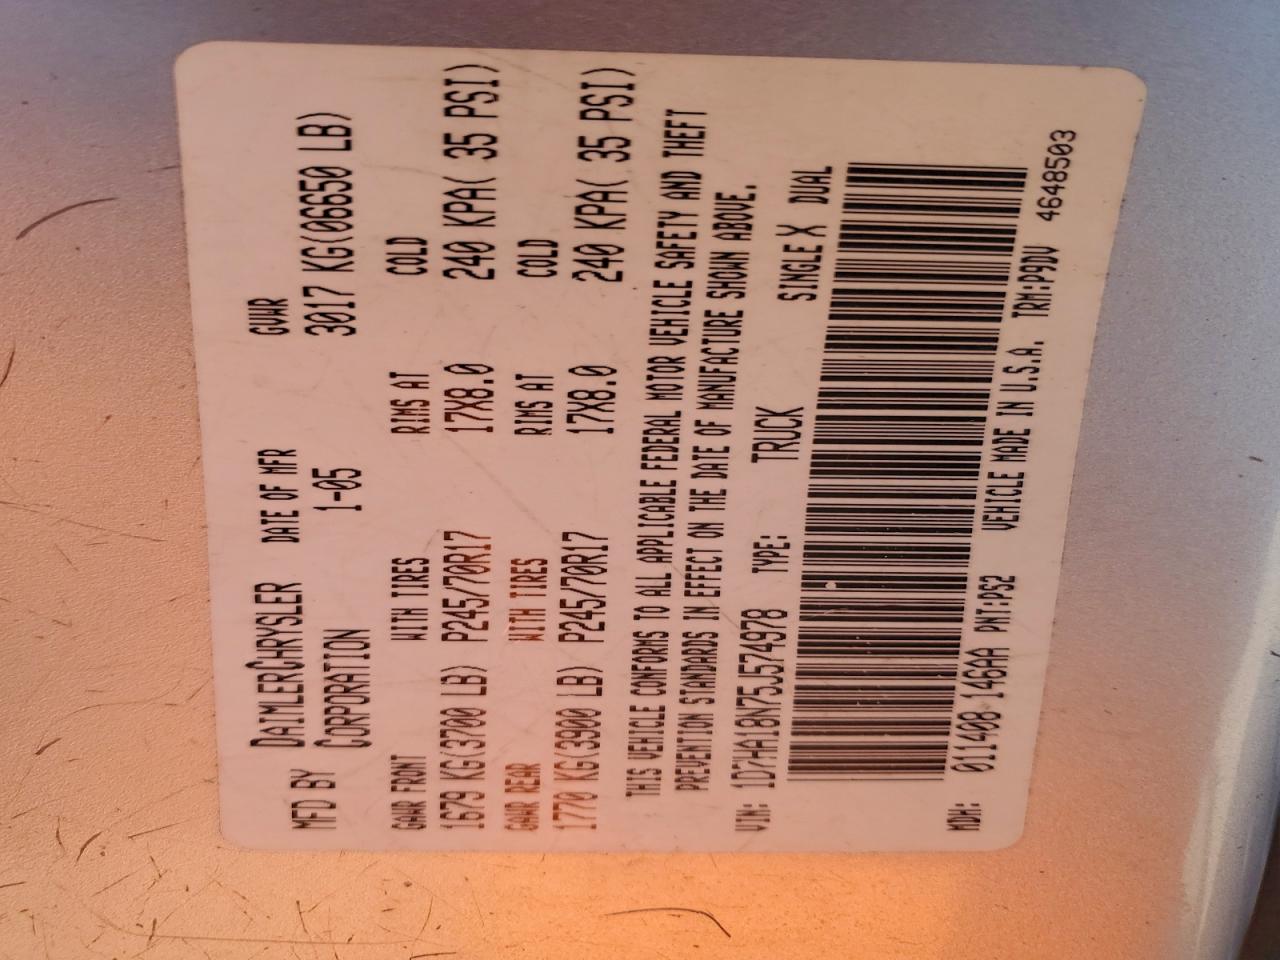 MFD BY DAIMLERCHRYSLER CORPORATION DATE OF MFR 1-05 GVWR 3017 KG(06650 LB)
GAWR FRONT WITH TIRES RIMS AT COLD
1679 KG(3700 LB) P245/70R17 17X8.0 240 KPA( 35 PSI)
GAWR REAR WITH TIRES RIMS AT COLD
1770 KG(3900 LB) P245/70R17 17X8.0 240 KPA( 35 PSI)
THIS VEHICLE CONFORMS TO ALL APPLICABLE FEDERAL MOTOR VEHICLE SAFETY AND THEFT
PREVENTION STANDARDS IN EFFECT ON THE DATE OF MANUFACTURE SHOWN ABOVE.
VIN: 1D7HA18N75J574978 TYPE: TRUCK SINGLE X DUAL
MDH: 011408 146AA PNT:PS2 VEHICLE MADE IN U.S.A. TRM:P9DV 4648503